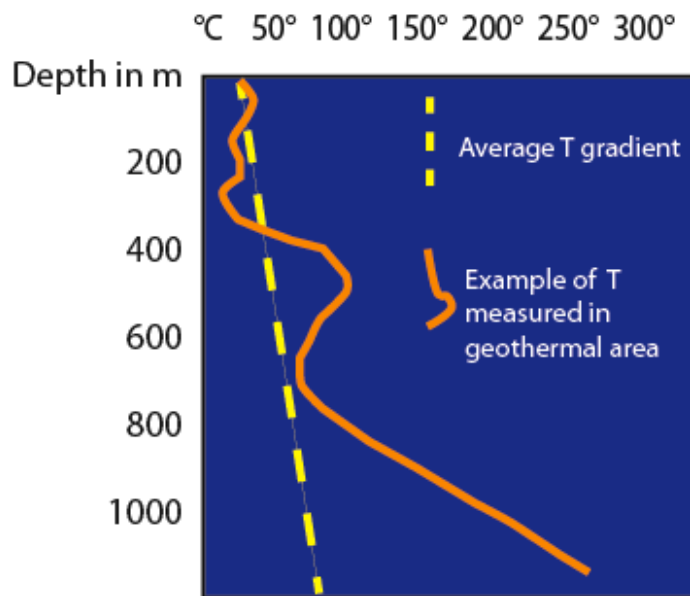 °C 50° 100° 150° 200° 250° 300°
Depth in m
200
400
600
800
1000
Average T gradient
Example of T
measured in
geothermal area